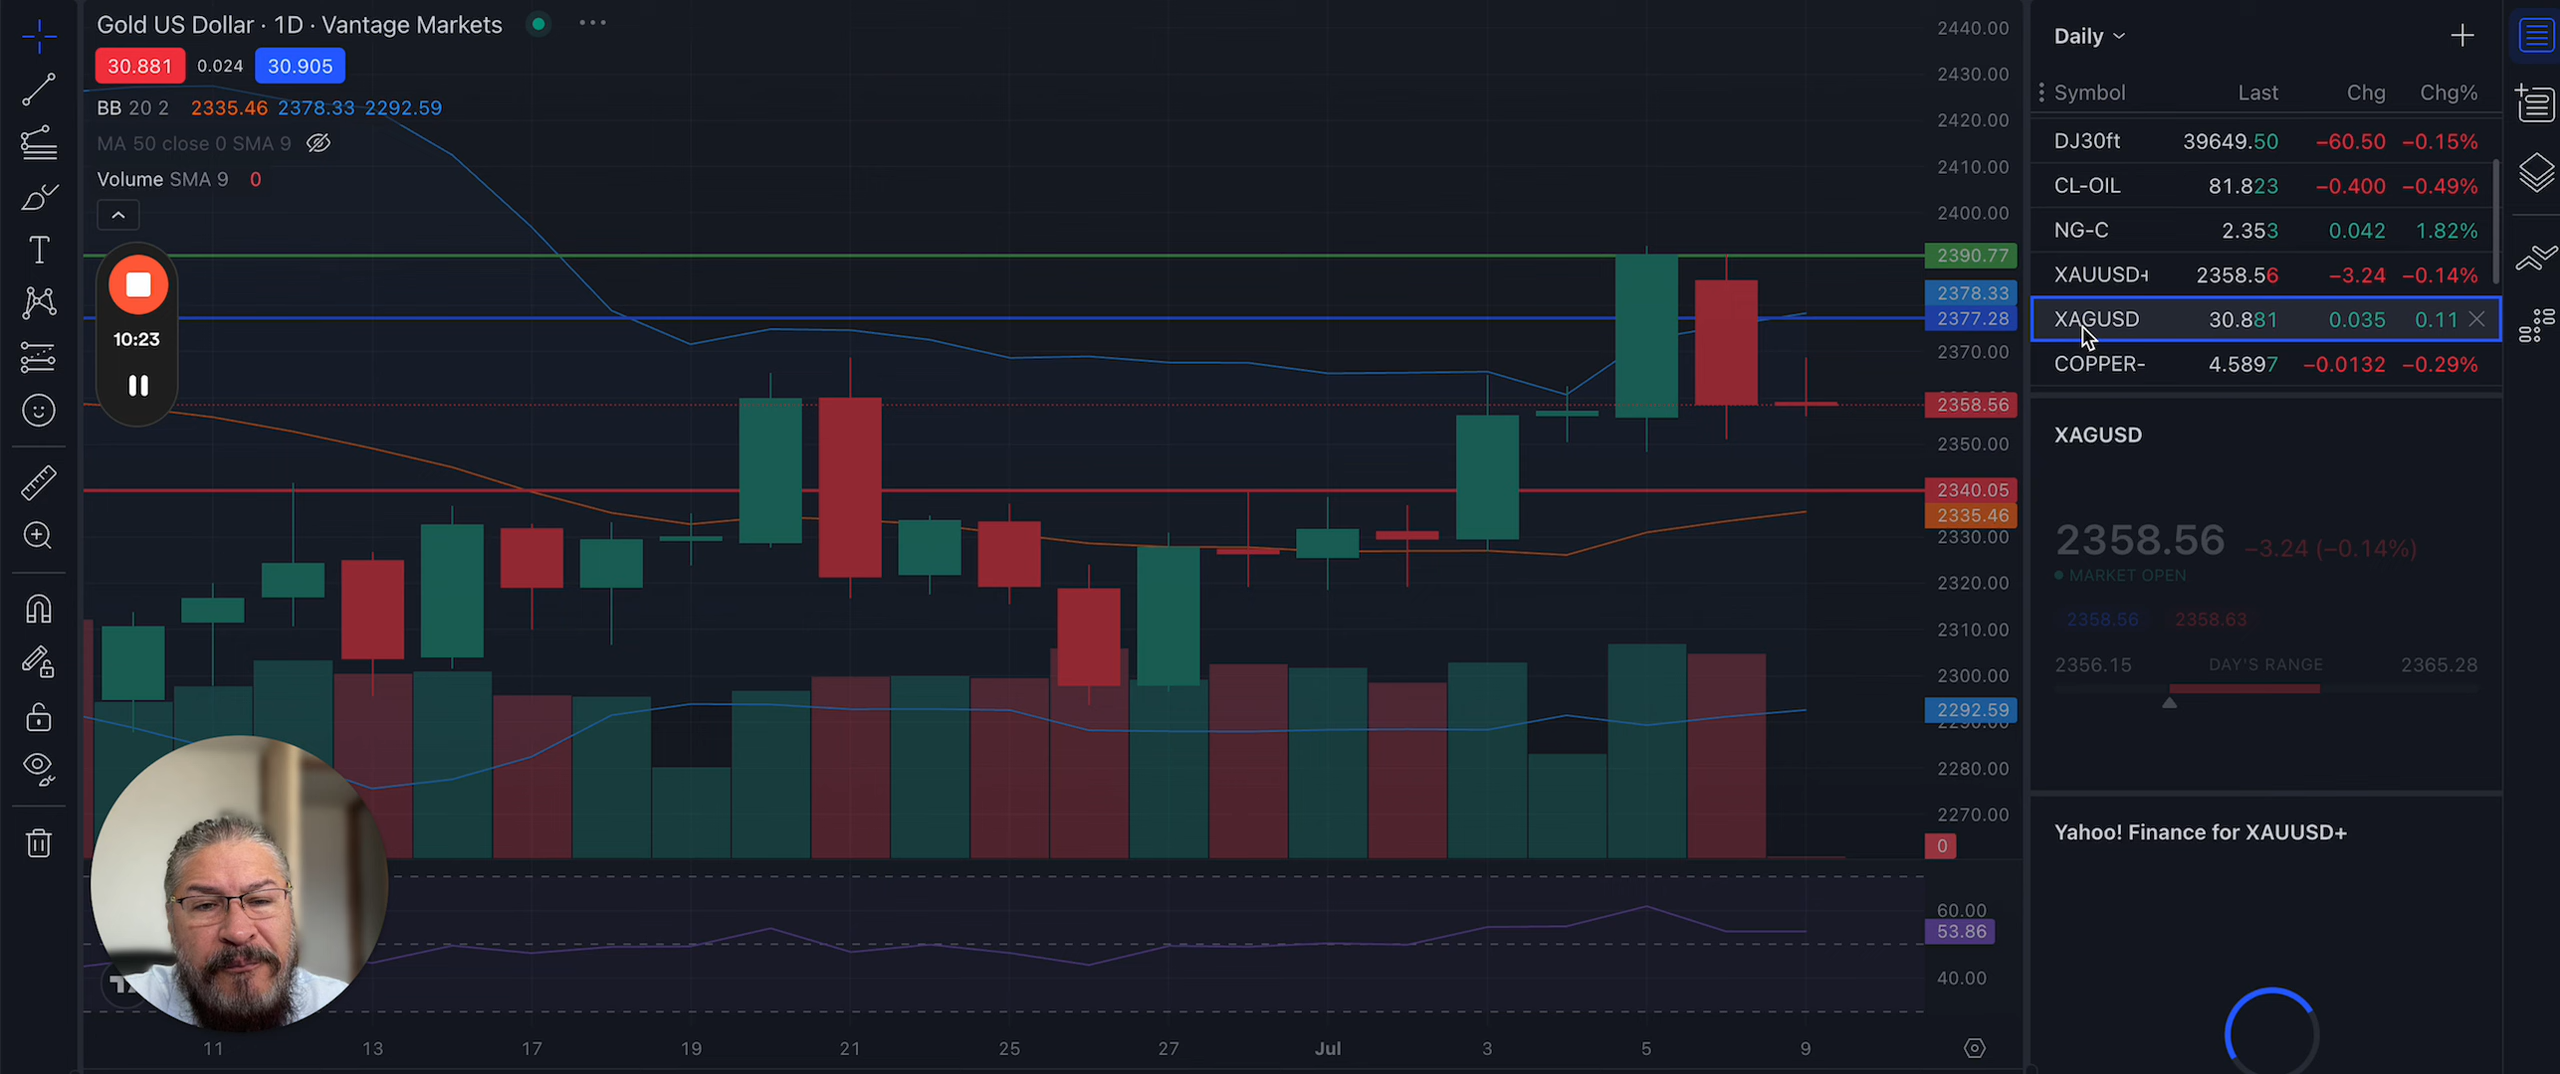 Gold US Dollar · 1D · Vantage Markets
30.881 0.024 30.905
BB 20 2 2335.46 2378.33 2292.59
MA 50 close 0 SMA 9
Volume SMA 9 0
10:23
2440.00
2430.00
2420.00
2410.00
2400.00
2390.77
2378.33
2377.28
2370.00
2358.56
2350.00
2340.05
2335.46
2330.00
2320.00
2310.00
2300.00
2292.59
2290.00
2280.00
2270.00
0
60.00
53.86
40.00
11 13 17 19 21 25 27 Jul 3 5 9
Daily
Symbol Last Chg Chg%
DJ30ft 39649.50 −60.50 −0.15%
CL-OIL 81.823 −0.400 −0.49%
NG-C 2.353 0.042 1.82%
XAUUSD+ 2358.56 −3.24 −0.14%
XAGUSD 30.881 0.035 0.11
COPPER- 4.5897 −0.0132 −0.29%
XAGUSD
2358.56 −3.24 (−0.14%)
MARKET OPEN
2358.56 2358.63
2356.15 DAY'S RANGE 2365.28
Yahoo! Finance for XAUUSD+